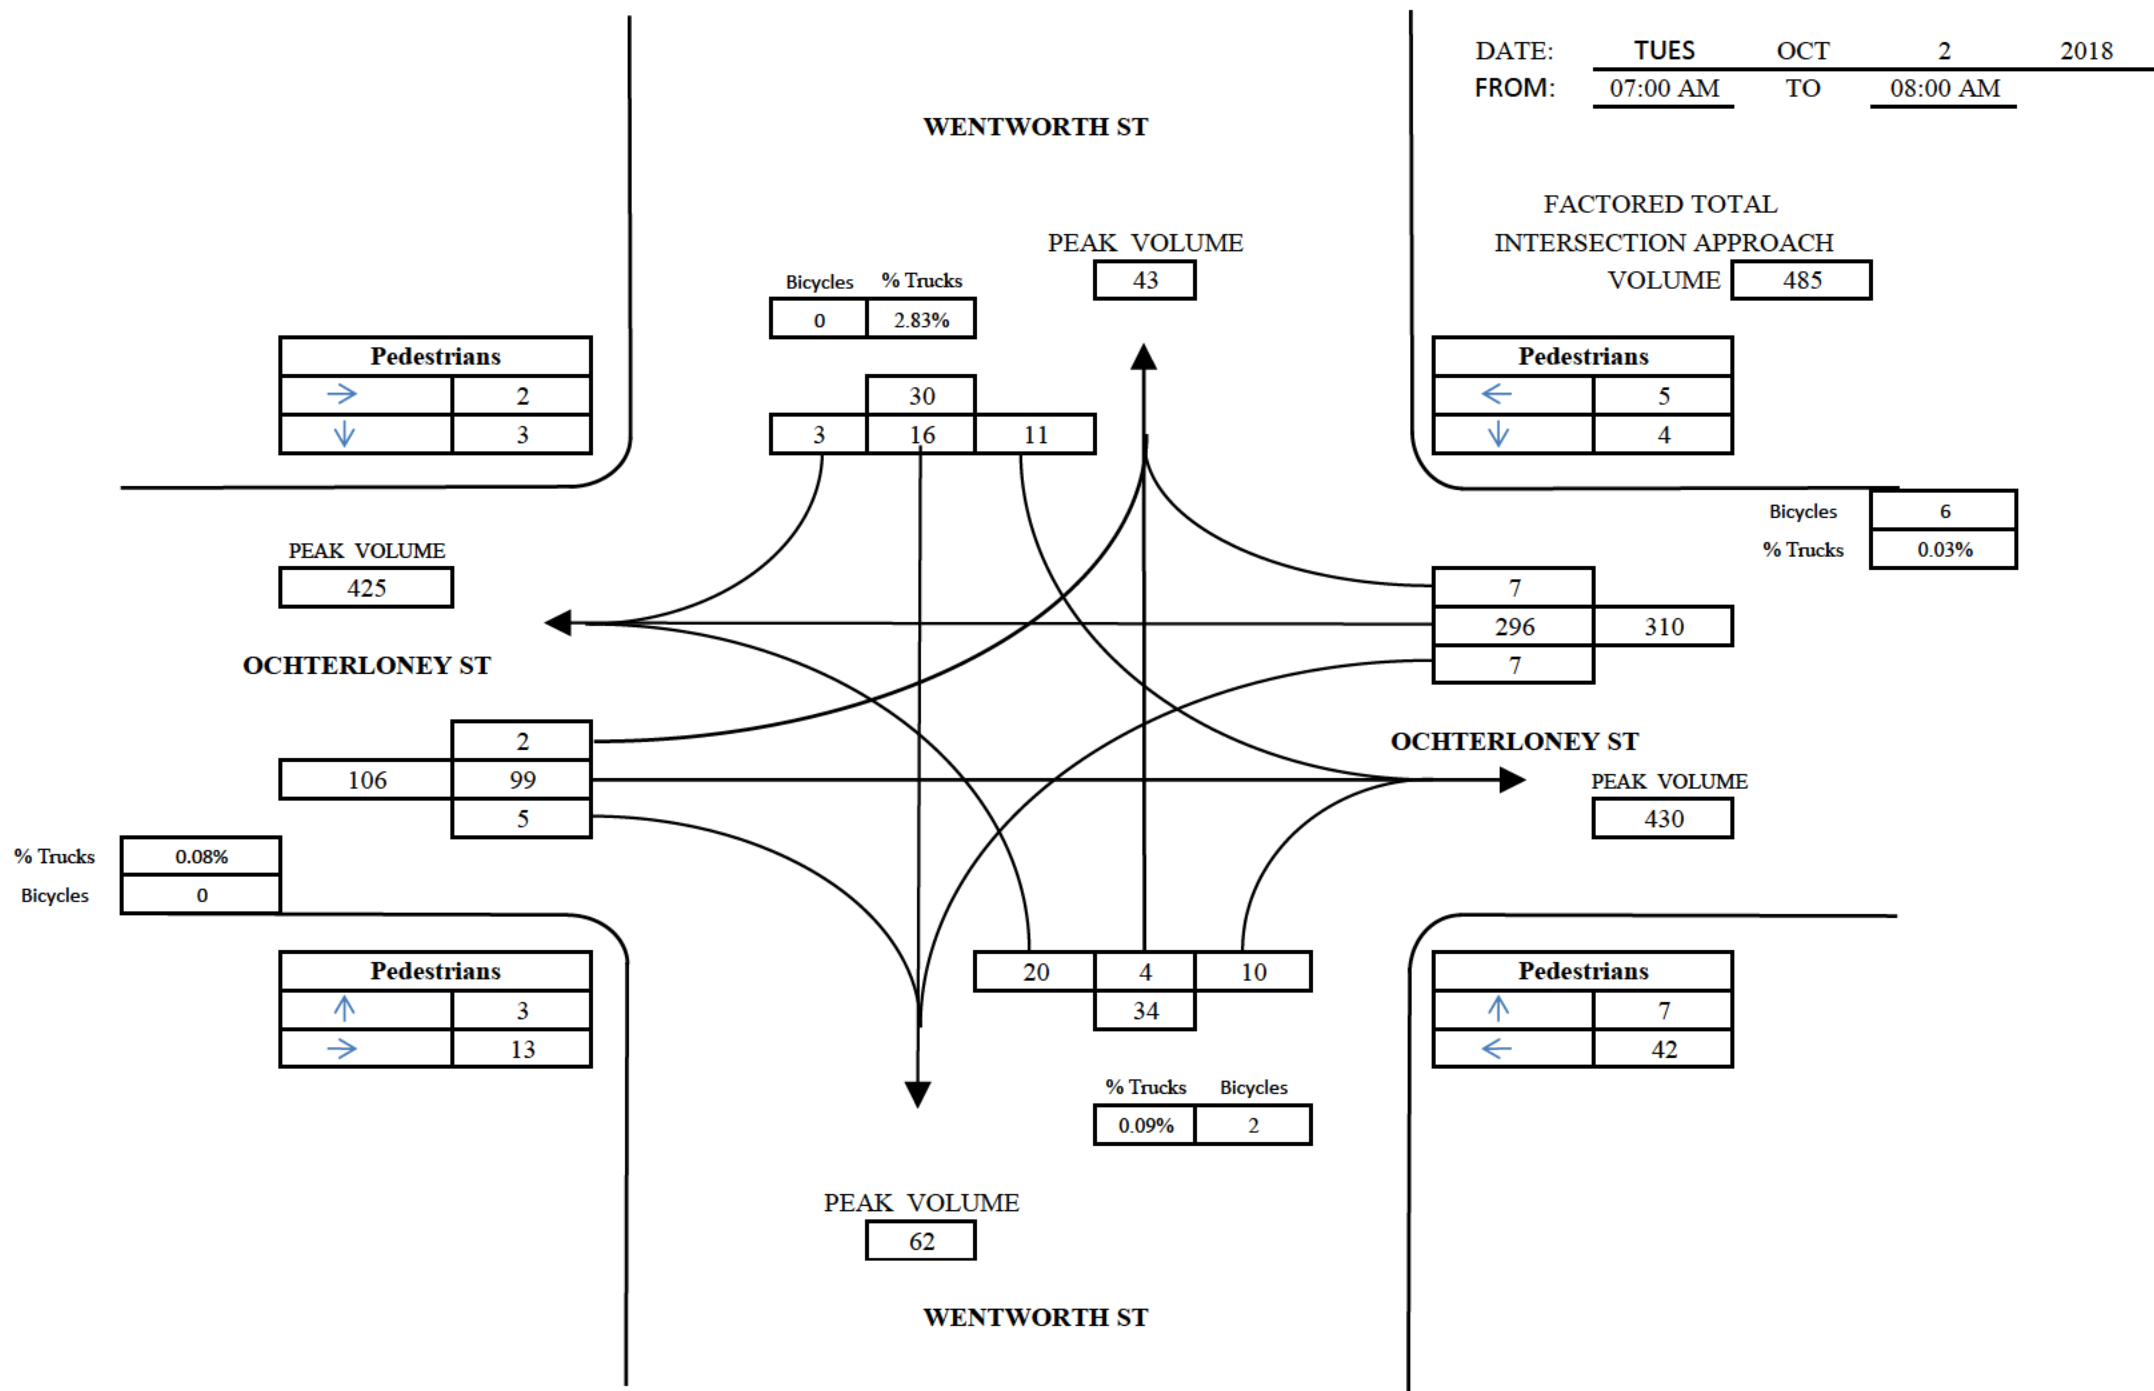 DATE: TUES OCT 2 2018
FROM: 07:00 AM TO 08:00 AM
WENTWORTH ST
FACTORED TOTAL
INTERSECTION APPROACH
VOLUME 485
PEAK VOLUME
43
Bicycles % Trucks
0 2.83%
Pedestrians
→ 2
↓ 3
30
3 16 11
Pedestrians
← 5
↓ 4
Bicycles 6
% Trucks 0.03%
PEAK VOLUME
425
7
296 310
7
OCHTERLONEY ST
2
106 99
5
OCHTERLONEY ST
PEAK VOLUME
430
% Trucks 0.08%
Bicycles 0
Pedestrians
↑ 3
→ 13
20 4 10
34
Pedestrians
↑ 7
← 42
% Trucks Bicycles
0.09% 2
PEAK VOLUME
62
WENTWORTH ST